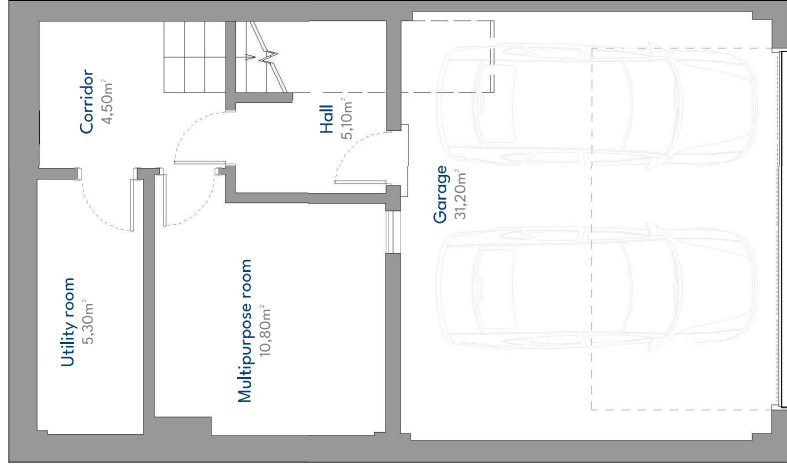 Corridor
4,50m²
Hall
5,10m²
Garage
31,20m²
Utility room
5,30m²
Multipurpose room
10,80m²